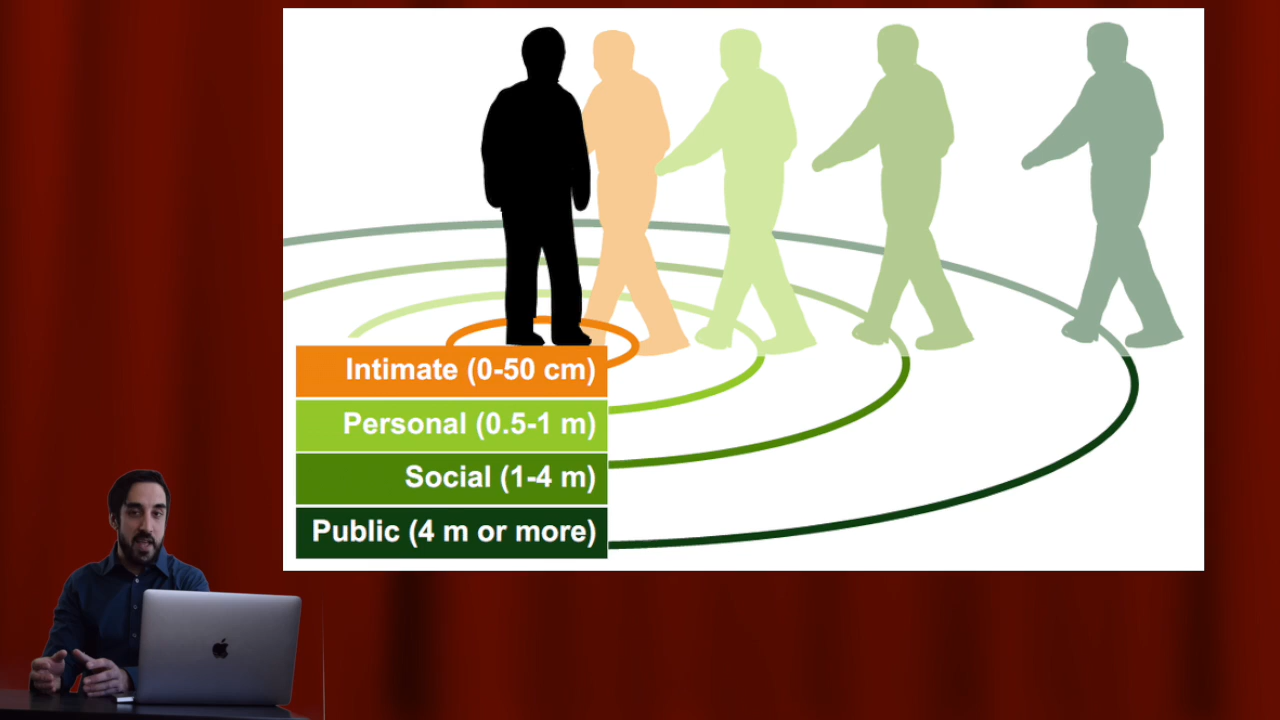 Intimate (0-50 cm)
Personal (0.5-1 m)
Social (1-4 m)
Public (4 m or more)